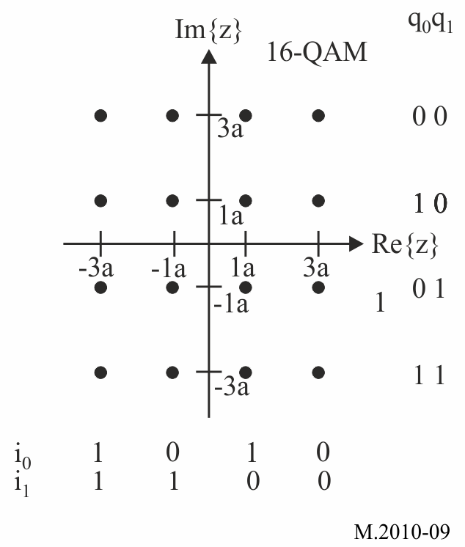 q₀q₁
Im{z}
16-QAM
3a
0 0
1a
1 0
Re{z}
-3a -1a 1a 3a
-1a
0 1
1
-3a
1 1
i₀ 1 0 1 0
i₁ 1 1 0 0
M.2010-09